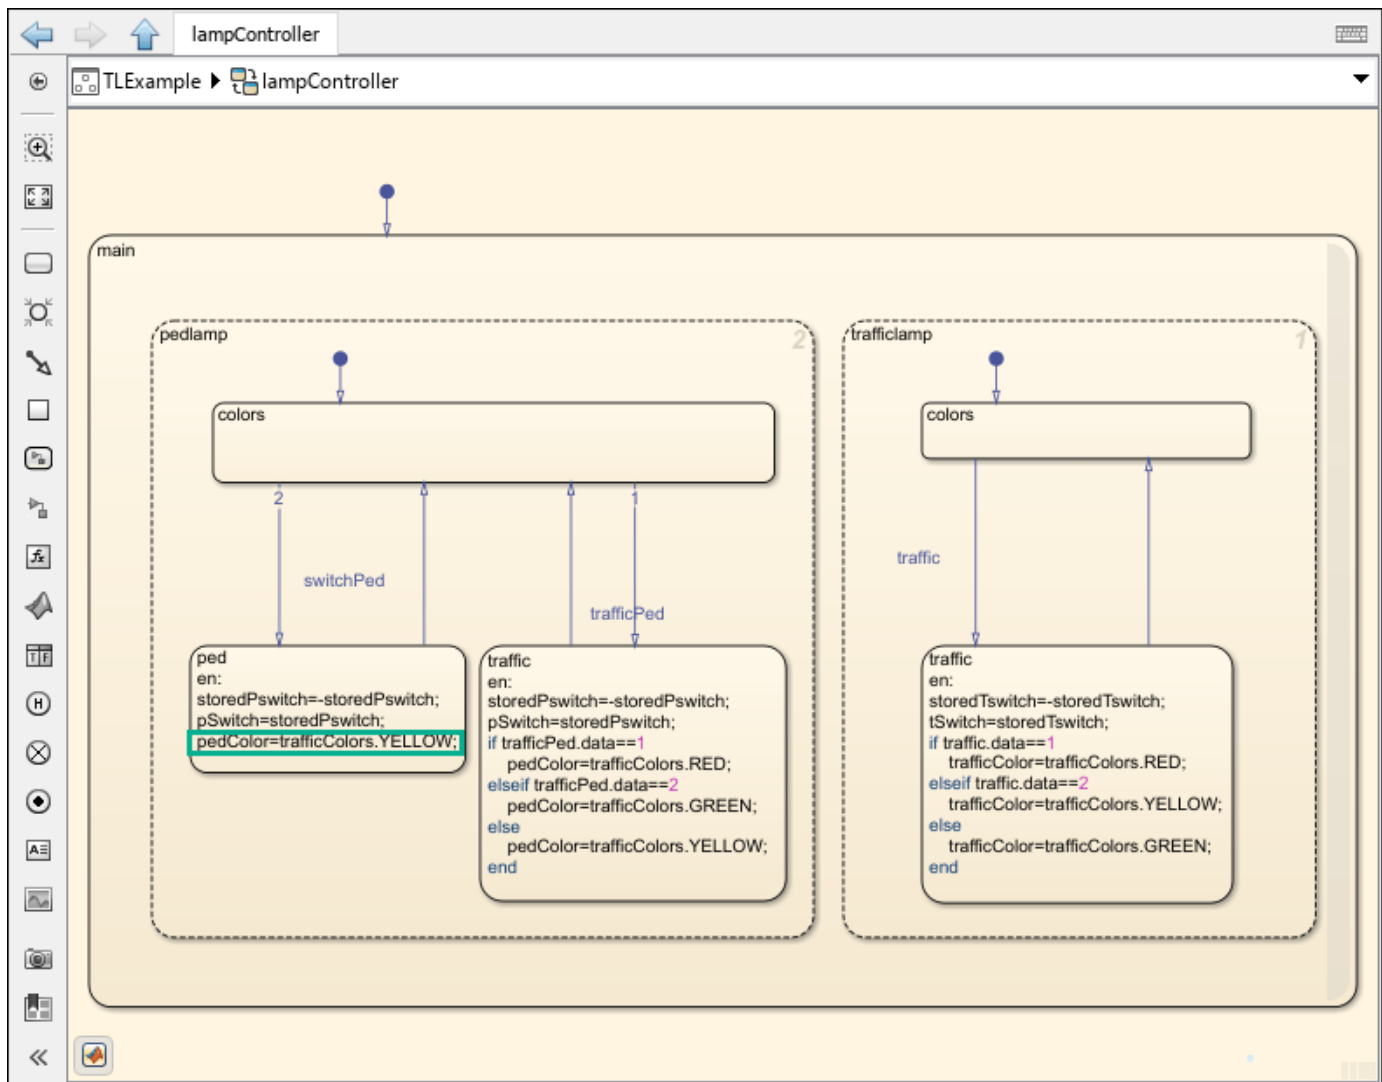 lampController
TLExample lampController
main
pedlamp
2
colors
2
1
switchPed
trafficPed
ped
en:
storedPswitch=-storedPswitch;
pSwitch=storedPswitch;
pedColor=trafficColors.YELLOW;
traffic
en:
storedPswitch=-storedPswitch;
pSwitch=storedPswitch;
if trafficPed.data==1
pedColor=trafficColors.RED;
elseif trafficPed.data==2
pedColor=trafficColors.GREEN;
else
pedColor=trafficColors.YELLOW;
end
trafficlamp
1
colors
traffic
traffic
en:
storedTswitch=-storedTswitch;
tSwitch=storedTswitch;
if traffic.data==1
trafficColor=trafficColors.RED;
elseif traffic.data==2
trafficColor=trafficColors.YELLOW;
else
trafficColor=trafficColors.GREEN;
end